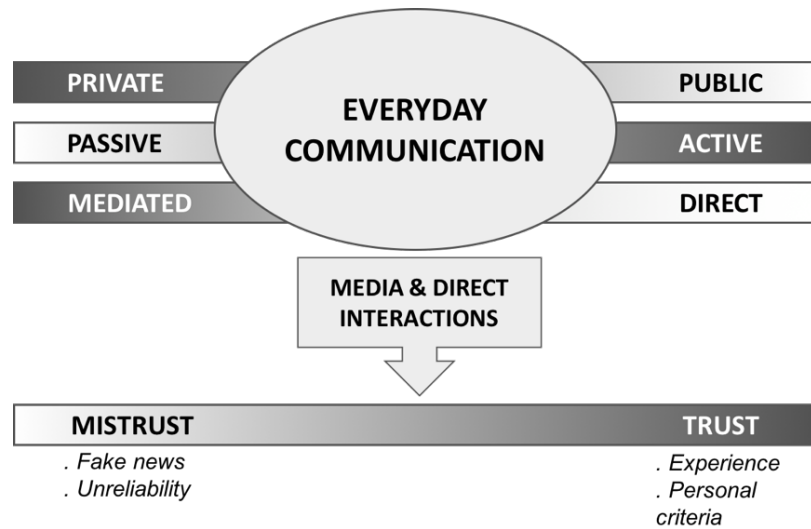 PRIVATE
PUBLIC
EVERYDAY
COMMUNICATION
PASSIVE
ACTIVE
MEDIATED
DIRECT
MEDIA & DIRECT
INTERACTIONS
MISTRUST
TRUST
. Fake news
. Unreliability
. Experience
. Personal
criteria